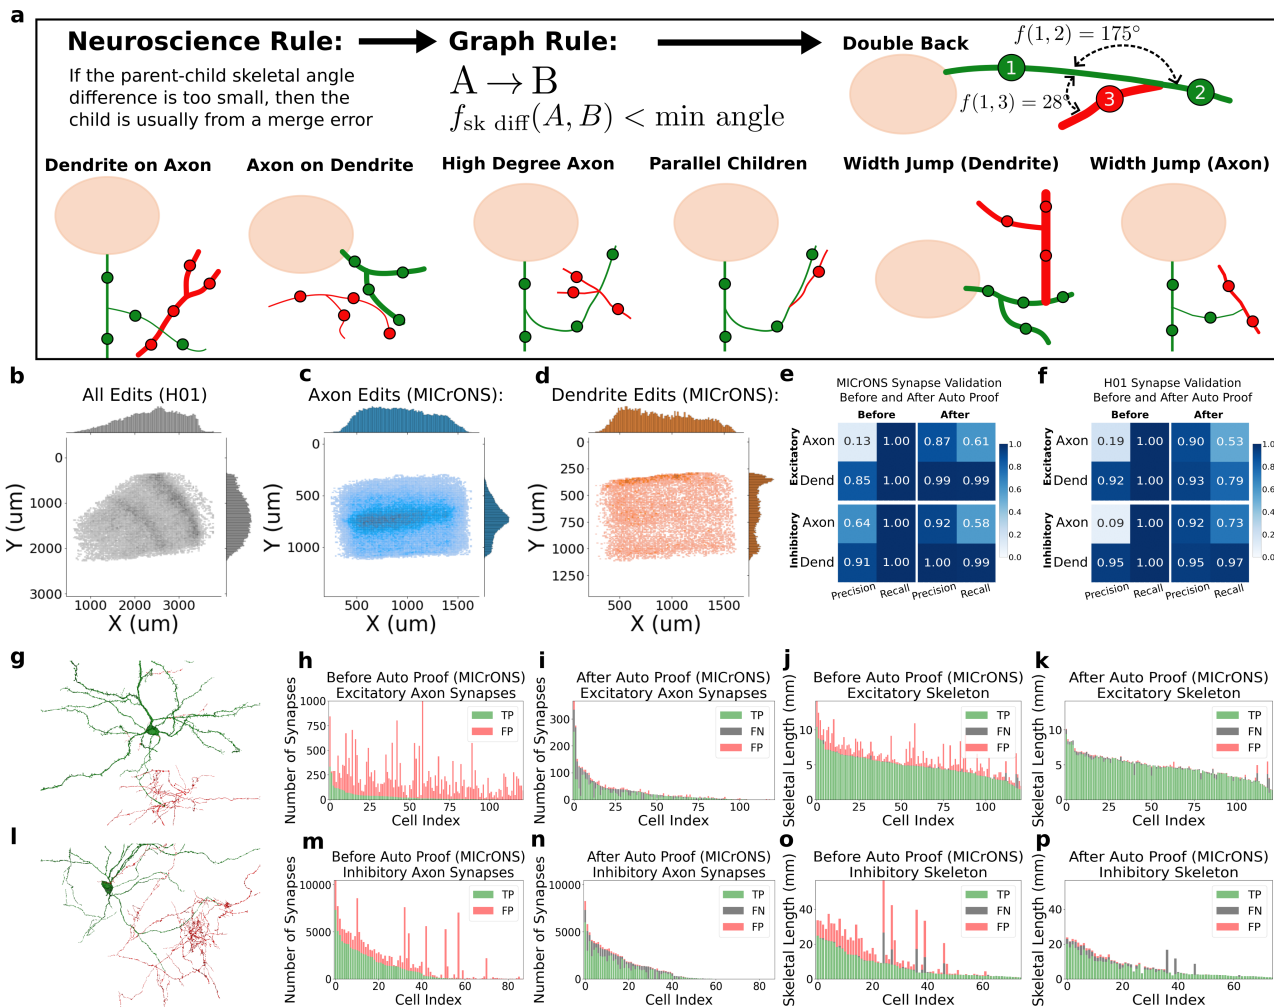 a
Neuroscience Rule:
If the parent-child skeletal angle
difference is too small, then the
child is usually from a merge error
Graph Rule:
A → B
f_sk diff(A, B) < min angle
Double Back
f(1, 2) = 175°
f(1, 3) = 28°
1
2
3
Dendrite on Axon
Axon on Dendrite
High Degree Axon
Parallel Children
Width Jump (Dendrite)
Width Jump (Axon)
b
All Edits (H01)
Y (um)
0
1000
2000
3000
1000 2000 3000
X (um)
c
Axon Edits (MICrONS):
Y (um)
0
500
1000
500 1000 1500
X (um)
d
Dendrite Edits (MICrONS):
Y (um)
0
250
500
750
1000
1250
500 1000 1500
X (um)
e
MICrONS Synapse Validation
Before and After Auto Proof
Before After
Excitatory
Axon 0.13 1.00 0.87 0.61
Dend 0.85 1.00 0.99 0.99
Inhibitory
Axon 0.64 1.00 0.92 0.58
Dend 0.91 1.00 1.00 0.99
Precision Recall Precision Recall
1.0
0.8
0.6
0.4
0.2
0.0
f
H01 Synapse Validation
Before and After Auto Proof
Before After
Excitatory
Axon 0.19 1.00 0.90 0.53
Dend 0.92 1.00 0.93 0.79
Inhibitory
Axon 0.09 1.00 0.92 0.73
Dend 0.95 1.00 0.95 0.97
Precision Recall Precision Recall
1.0
0.8
0.6
0.4
0.2
0.0
g
h
Before Auto Proof (MICrONS)
Excitatory Axon Synapses
Number of Synapses
1000
750
500
250
0
TP
FP
0 25 50 75 100
Cell Index
i
After Auto Proof (MICrONS)
Excitatory Axon Synapses
Number of Synapses
300
200
100
0
TP
FN
FP
0 25 50 75 100
Cell Index
j
Before Auto Proof (MICrONS)
Excitatory Skeleton
Skeletal Length (mm)
10
5
0
TP
FN
FP
0 25 50 75 100
Cell Index
k
After Auto Proof (MICrONS)
Excitatory Skeleton
Skeletal Length (mm)
10
5
0
TP
FN
FP
0 25 50 75 100
Cell Index
l
m
Before Auto Proof (MICrONS)
Inhibitory Axon Synapses
Number of Synapses
10000
5000
0
TP
FP
0 20 40 60 80
Cell Index
n
After Auto Proof (MICrONS)
Inhibitory Axon Synapses
Number of Synapses
10000
5000
0
TP
FN
FP
0 20 40 60 80
Cell Index
o
Before Auto Proof (MICrONS)
Inhibitory Skeleton
Skeletal Length (mm)
40
20
0
TP
FN
FP
0 20 40 60
Cell Index
p
After Auto Proof (MICrONS)
Inhibitory Skeleton
Skeletal Length (mm)
40
20
0
TP
FN
FP
0 20 40 60
Cell Index